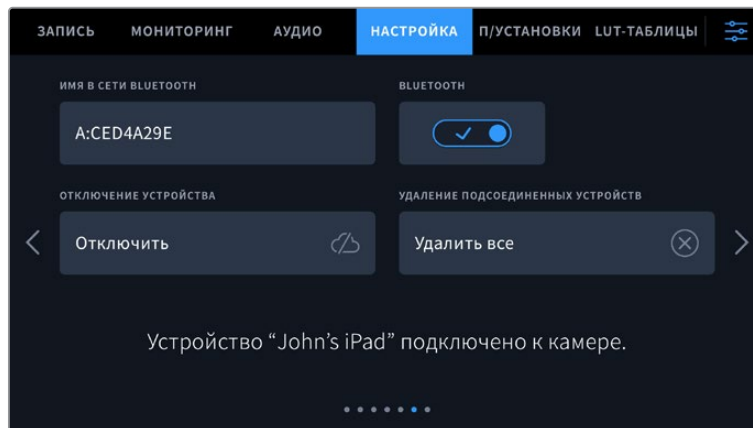 ЗАПИСЬ МОНИТОРИНГ АУДИО НАСТРОЙКА П/УСТАНОВКИ LUT-ТАБЛИЦЫ
ИМЯ В СЕТИ BLUETOOTH BLUETOOTH
A:CED4A29E
ОТКЛЮЧЕНИЕ УСТРОЙСТВА УДАЛЕНИЕ ПОДСОЕДИНЕННЫХ УСТРОЙСТВ
Отключить Удалить все
Устройство “John’s iPad” подключено к камере.